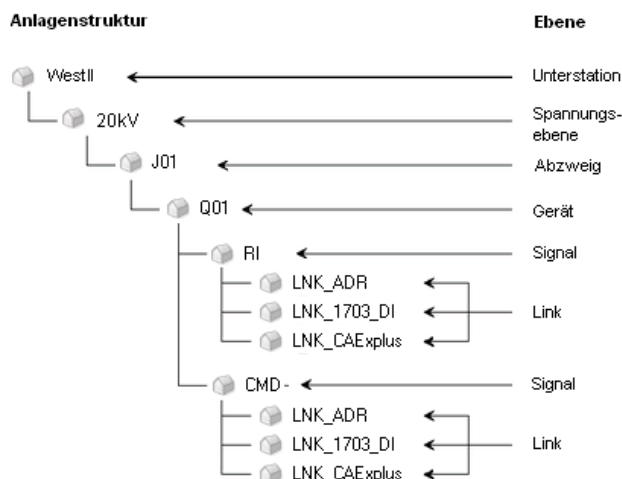 Anlagenstruktur Ebene
WestII Unterstation
20kV Spannungs-
ebene
J01 Abzweig
Q01 Gerät
RI Signal
LNK_ADR
LNK_1703_DI Link
LNK_CAExplus
CMD - Signal
LNK_ADR
LNK_1703_DI Link
LNK_CAExplus